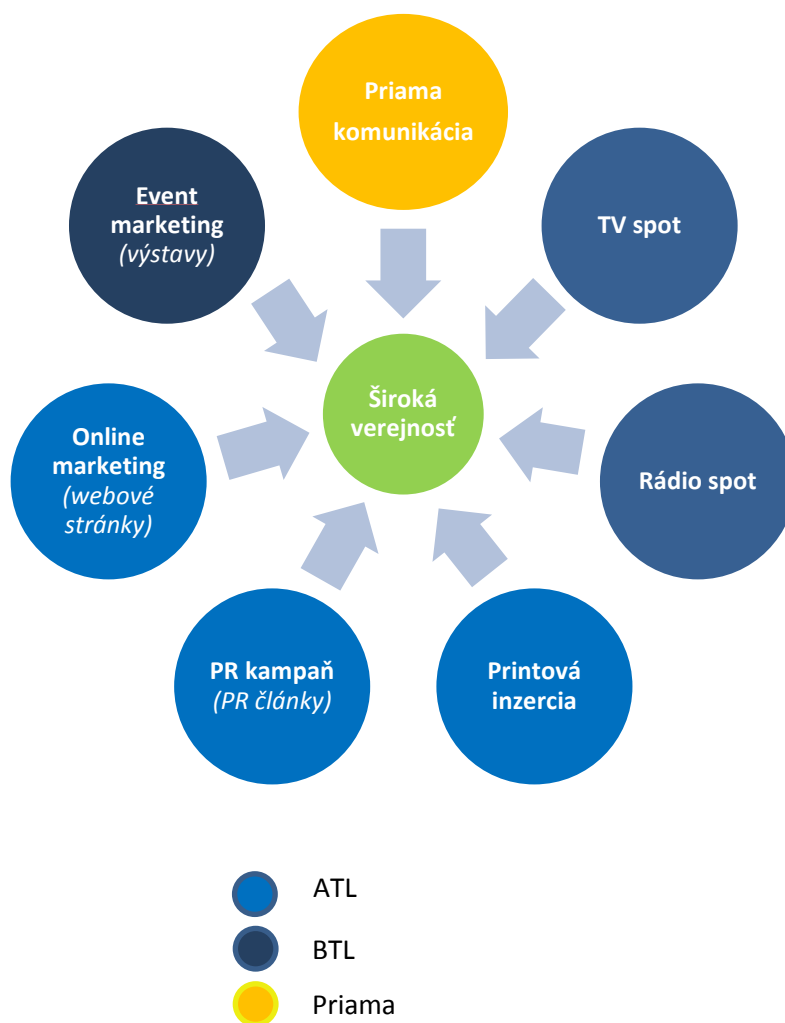 Priama
komunikácia
Event
marketing
(výstavy)
TV spot
Široká
verejnosť
Online
marketing
(webové
stránky)
Rádio spot
PR kampaň
(PR články)
Printová
inzercia
ATL
BTL
Priama